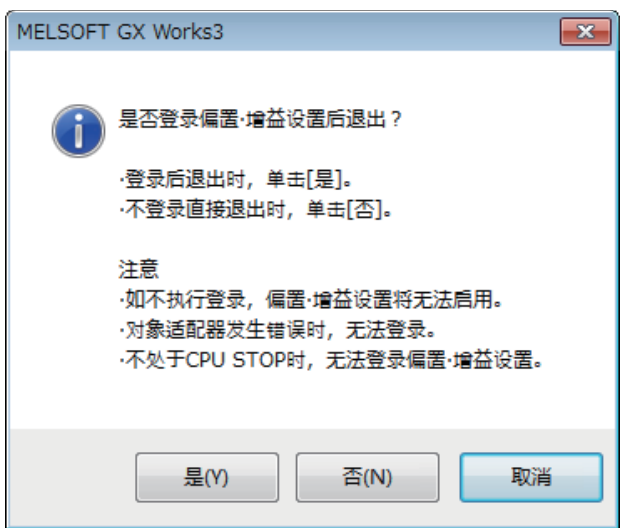 MELSOFT GX Works3
是否登录偏置·增益设置后退出？
·登录后退出时，单击[是]。
·不登录直接退出时，单击[否]。
注意
·如不执行登录，偏置·增益设置将无法启用。
·对象适配器发生错误时，无法登录。
·不处于CPU STOP时，无法登录偏置·增益设置。
是(Y) 否(N) 取消